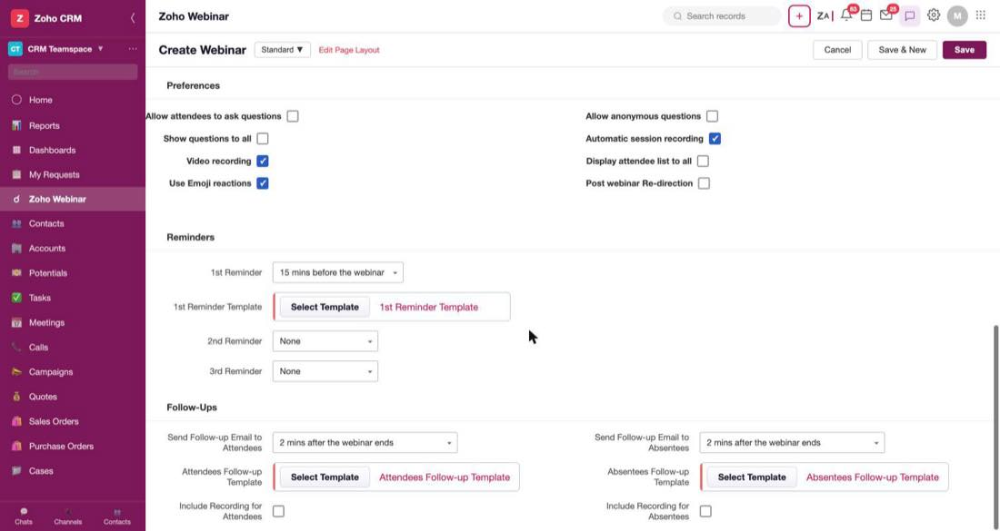 Z Zoho CRM
CT CRM Teamspace
Search
Home
Reports
Dashboards
My Requests
Zoho Webinar
Contacts
Accounts
Potentials
Tasks
Meetings
Calls
Campaigns
Quotes
Sales Orders
Purchase Orders
Cases
Chats Channels Contacts
Zoho Webinar
Search records
63
25
M
Create Webinar Standard Edit Page Layout Cancel Save & New Save
Preferences
Allow attendees to ask questions Allow anonymous questions
Show questions to all Automatic session recording
Video recording Display attendee list to all
Use Emoji reactions Post webinar Re-direction
Reminders
1st Reminder 15 mins before the webinar
1st Reminder Template Select Template 1st Reminder Template
2nd Reminder None
3rd Reminder None
Follow-Ups
Send Follow-up Email to Attendees 2 mins after the webinar ends Send Follow-up Email to Absentees 2 mins after the webinar ends
Attendees Follow-up Template Select Template Attendees Follow-up Template Absentees Follow-up Template Select Template Absentees Follow-up Template
Include Recording for Attendees Include Recording for Absentees